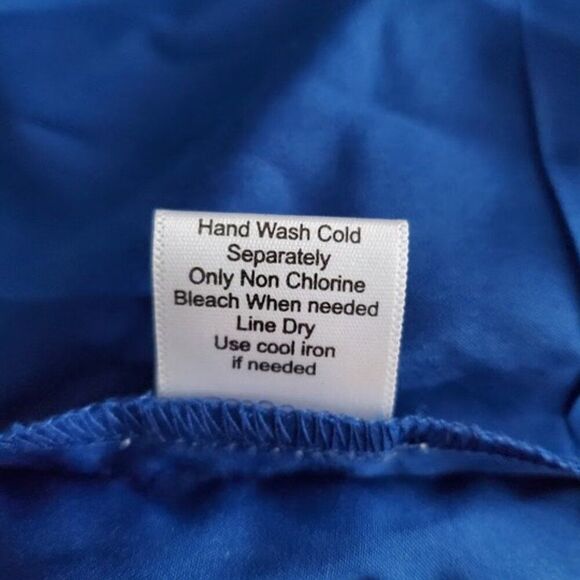 Hand Wash Cold
Separately
Only Non Chlorine
Bleach When needed
Line Dry
Use cool iron
if needed